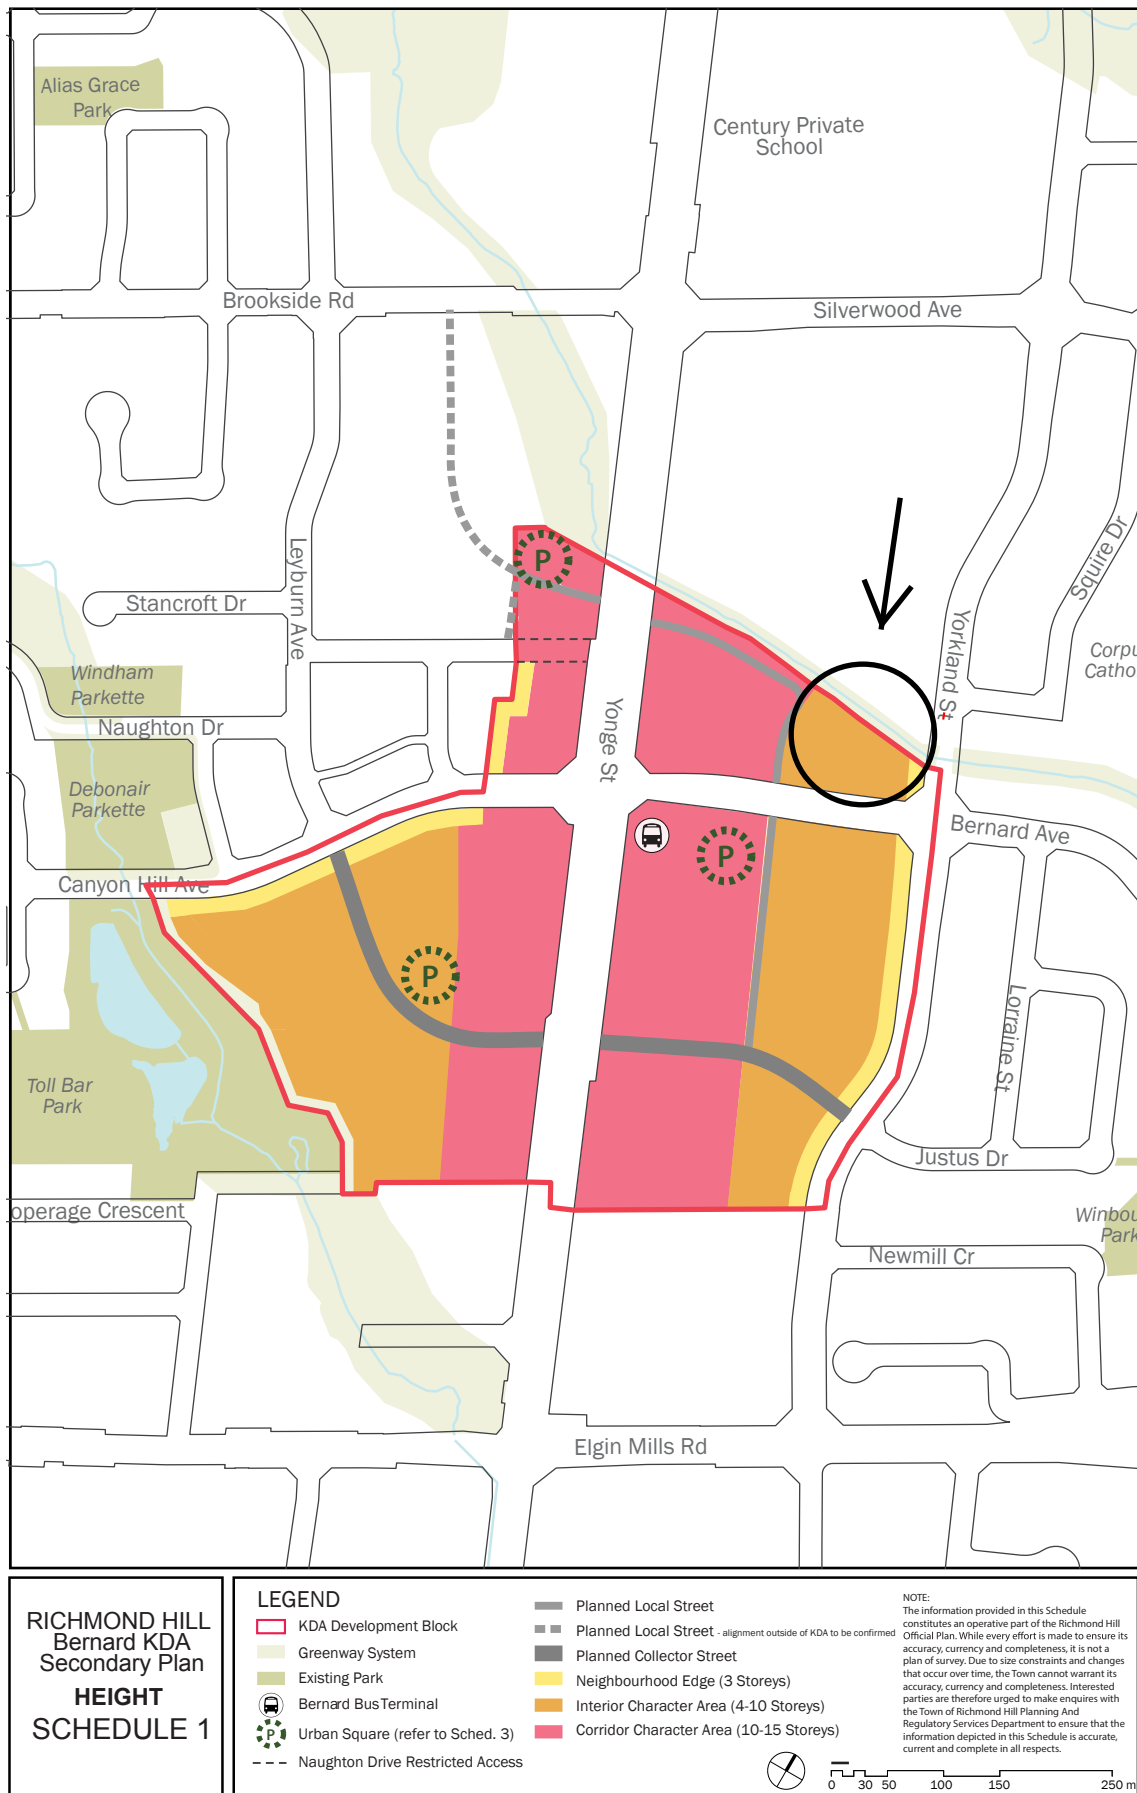 Alias Grace
Park
Century Private
School
Brookside Rd
Silverwood Ave
Leyburn Ave
Stancroft Dr
Squire Dr
Yorkland St
Windham
Parkette
Naughton Dr
Yonge St
Debonair
Parkette
Bernard Ave
Canyon Hill Ave
P
P
P
Lorraine St
Toll Bar
Park
Justus Dr
operage Crescent
Park
Newmill Cr
Elgin Mills Rd
RICHMOND HILL
Bernard KDA
Secondary Plan
HEIGHT
SCHEDULE 1
LEGEND
KDA Development Block
Greenway System
Existing Park
Bernard BusTerminal
P Urban Square (refer to Sched. 3)
Naughton Drive Restricted Access
Planned Local Street
Planned Local Street - alignment outside of KDA to be confirmed
Planned Collector Street
Neighbourhood Edge (3 Storeys)
Interior Character Area (4-10 Storeys)
Corridor Character Area (10-15 Storeys)
NOTE:
The information provided in this Schedule
constitutes an operative part of the Richmond Hill
Official Plan. While every effort is made to ensure its
accuracy, currency and completeness, it is not a
plan of survey. Due to size constraints and changes
that occur over time, the Town cannot warrant its
accuracy, currency and completeness. Interested
parties are therefore urged to make enquires with
the Town of Richmond Hill Planning And
Regulatory Services Department to ensure that the
information depicted in this Schedule is accurate,
current and complete in all respects.
0 30 50 100 150 250 m